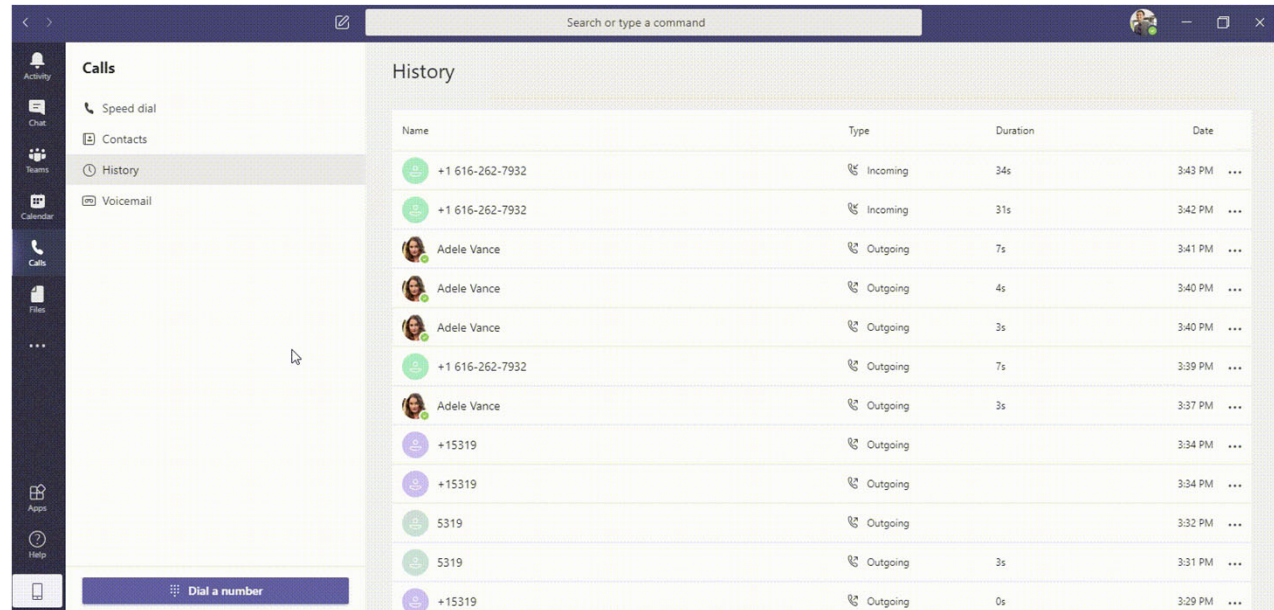 Search or type a command
Activity
Chat
Teams
Calendar
Calls
Files
Apps
Help
Calls
Speed dial
Contacts
History
Voicemail
Dial a number
History
Name Type Duration Date
+1 616-262-7932 Incoming 34s 3:43 PM
+1 616-262-7932 Incoming 31s 3:42 PM
Adele Vance Outgoing 7s 3:41 PM
Adele Vance Outgoing 4s 3:40 PM
Adele Vance Outgoing 3s 3:40 PM
+1 616-262-7932 Outgoing 7s 3:39 PM
Adele Vance Outgoing 3s 3:37 PM
+15319 Outgoing 3:34 PM
+15319 Outgoing 3:34 PM
5319 Outgoing 3:32 PM
5319 Outgoing 3s 3:31 PM
+15319 Outgoing 0s 3:29 PM